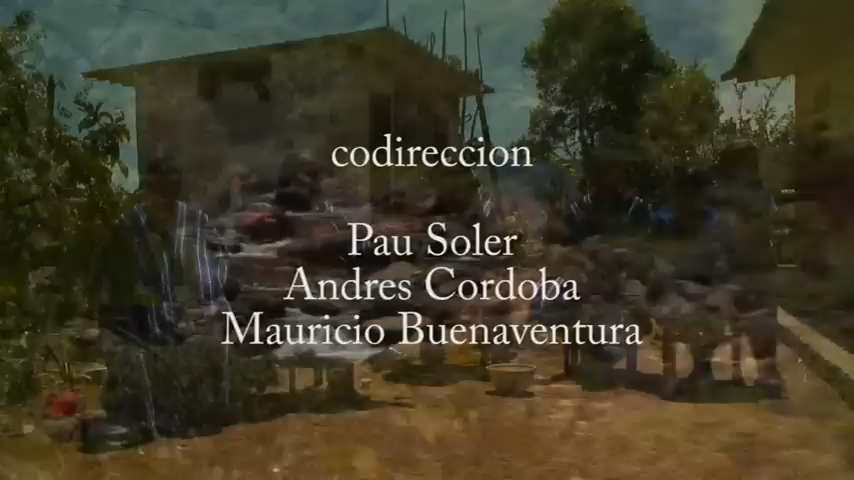 codireccion
Pau Soler
Andres Cordoba
Mauricio Buenaventura